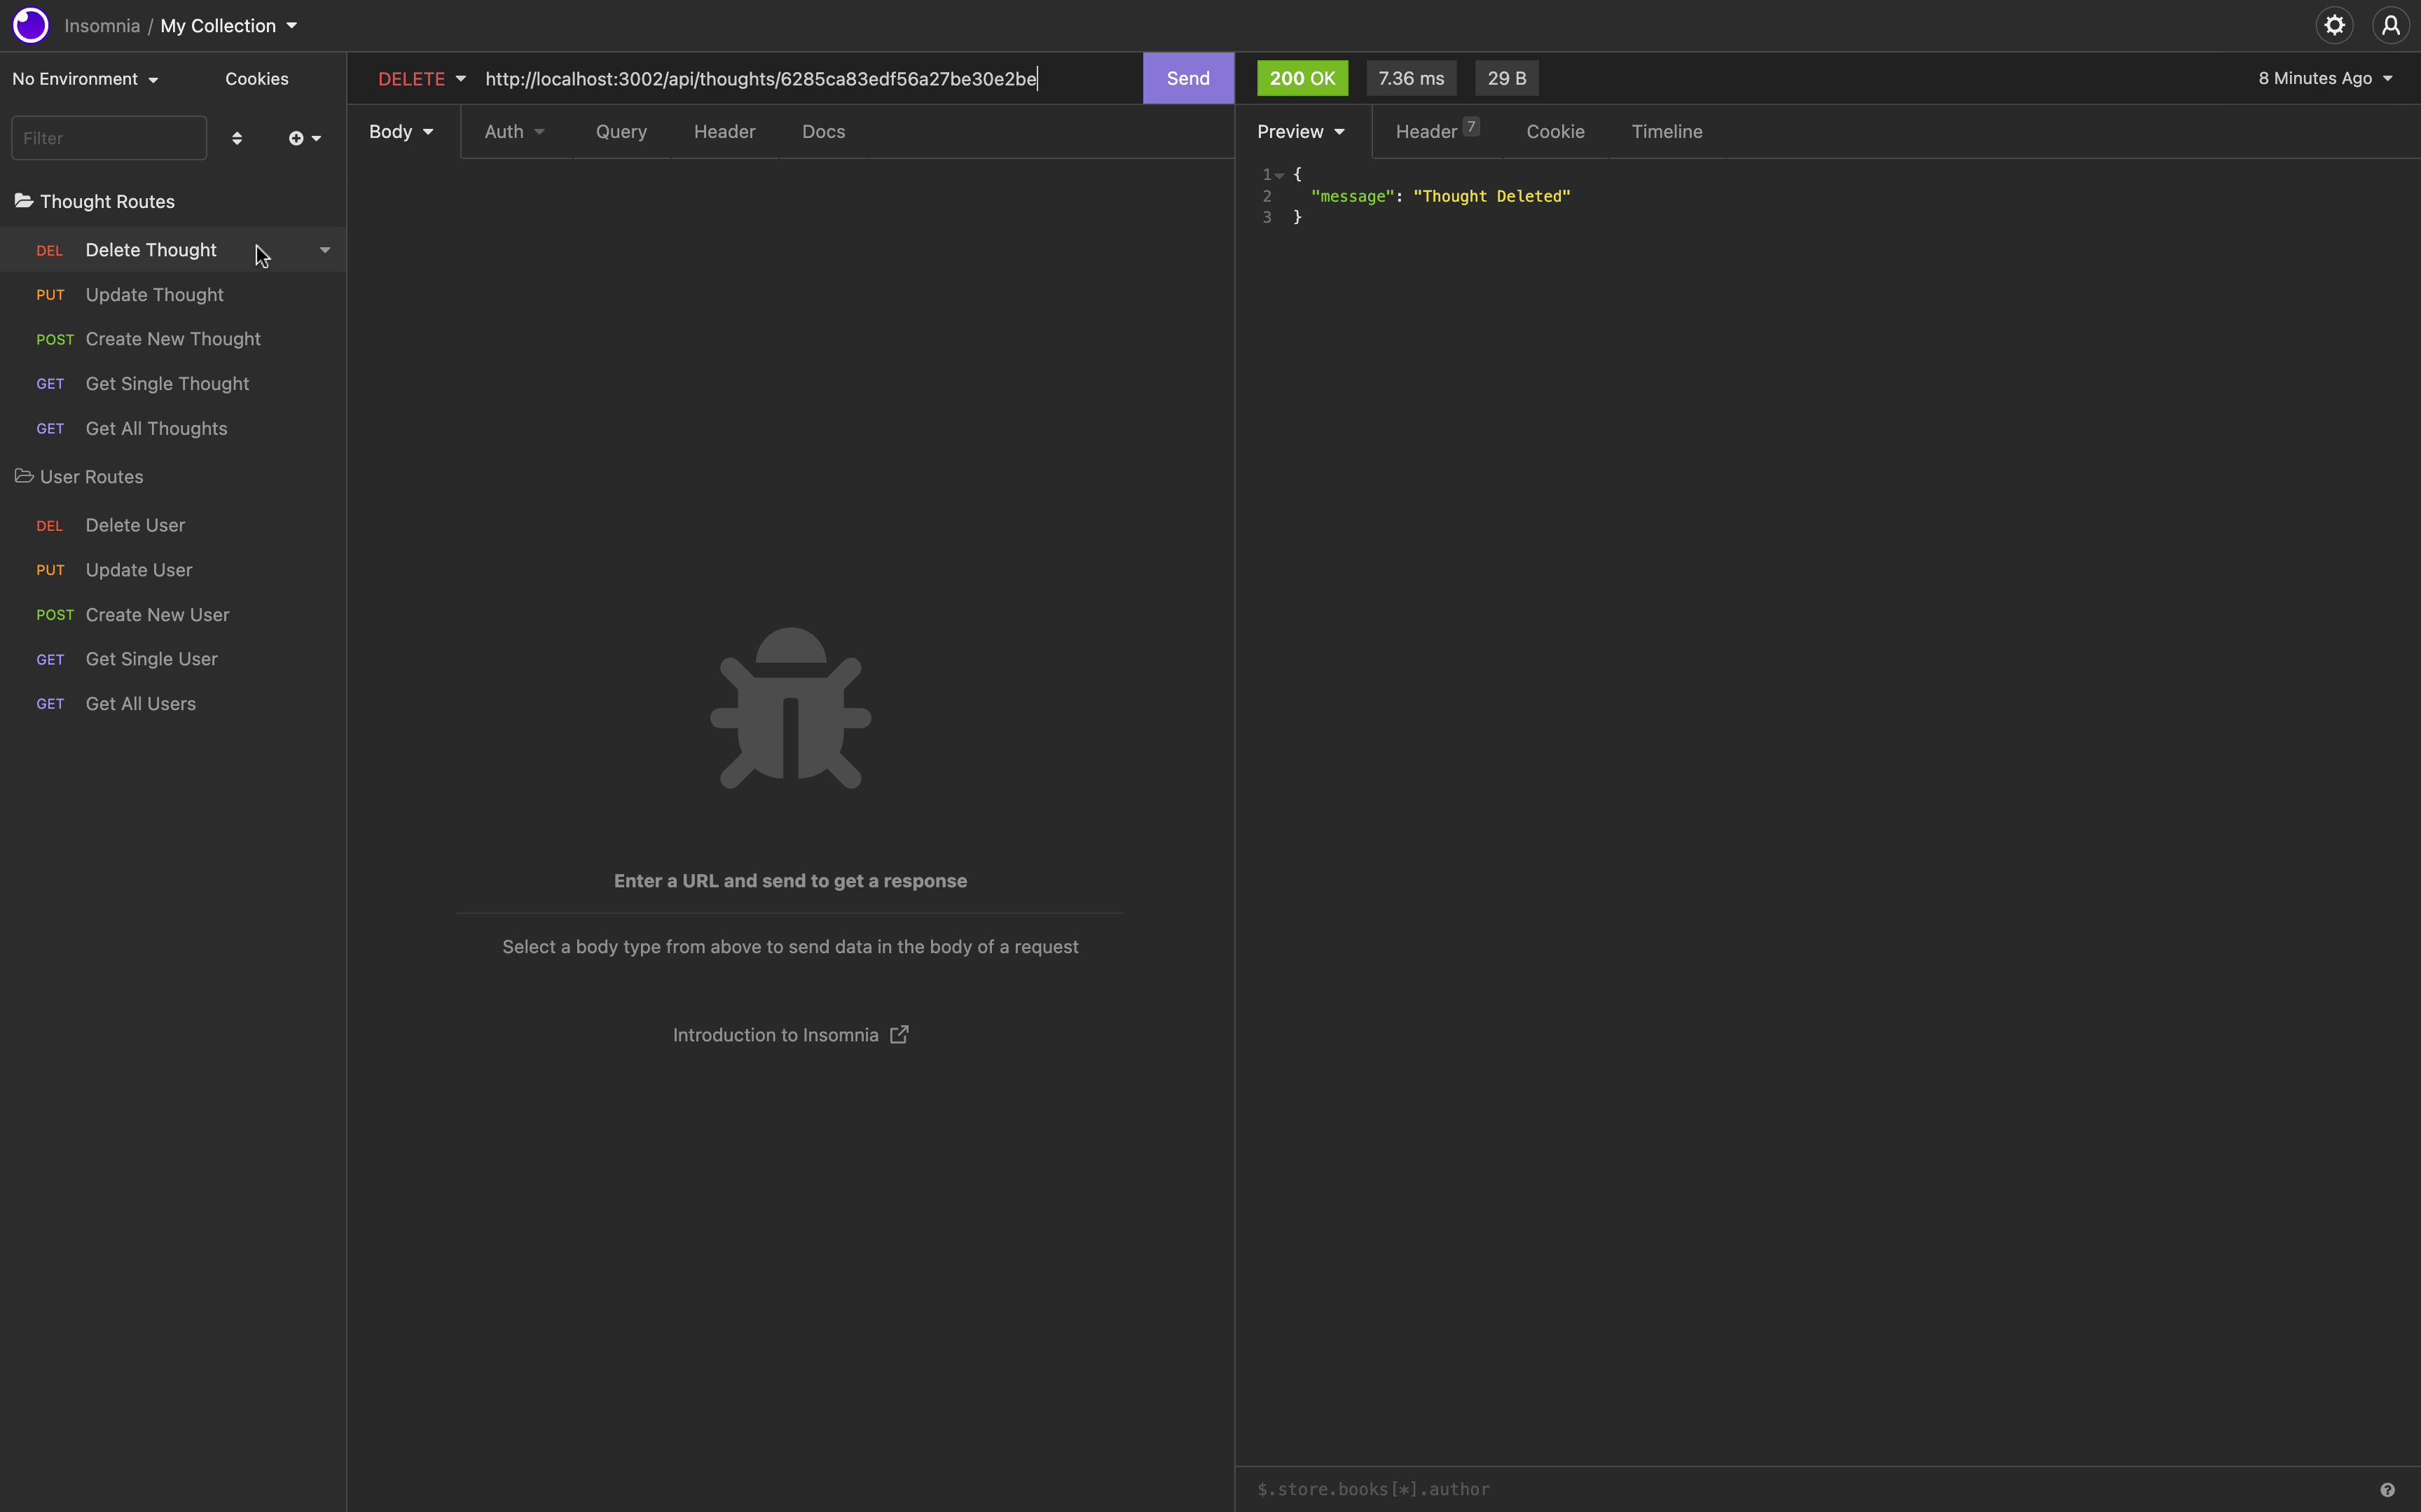 Insomnia / My Collection
No Environment
Cookies
DELETE
http://localhost:3002/api/thoughts/6285ca83edf56a27be30e2be
Send
200 OK
7.36 ms
29 B
8 Minutes Ago
Filter
Body
Auth
Query
Header
Docs
Preview
Header 7
Cookie
Timeline
Thought Routes
DEL Delete Thought
PUT Update Thought
POST Create New Thought
GET Get Single Thought
GET Get All Thoughts
User Routes
DEL Delete User
PUT Update User
POST Create New User
GET Get Single User
GET Get All Users
Enter a URL and send to get a response
Select a body type from above to send data in the body of a request
Introduction to Insomnia
1 {
2 "message": "Thought Deleted"
3 }
$.store.books[*].author
?